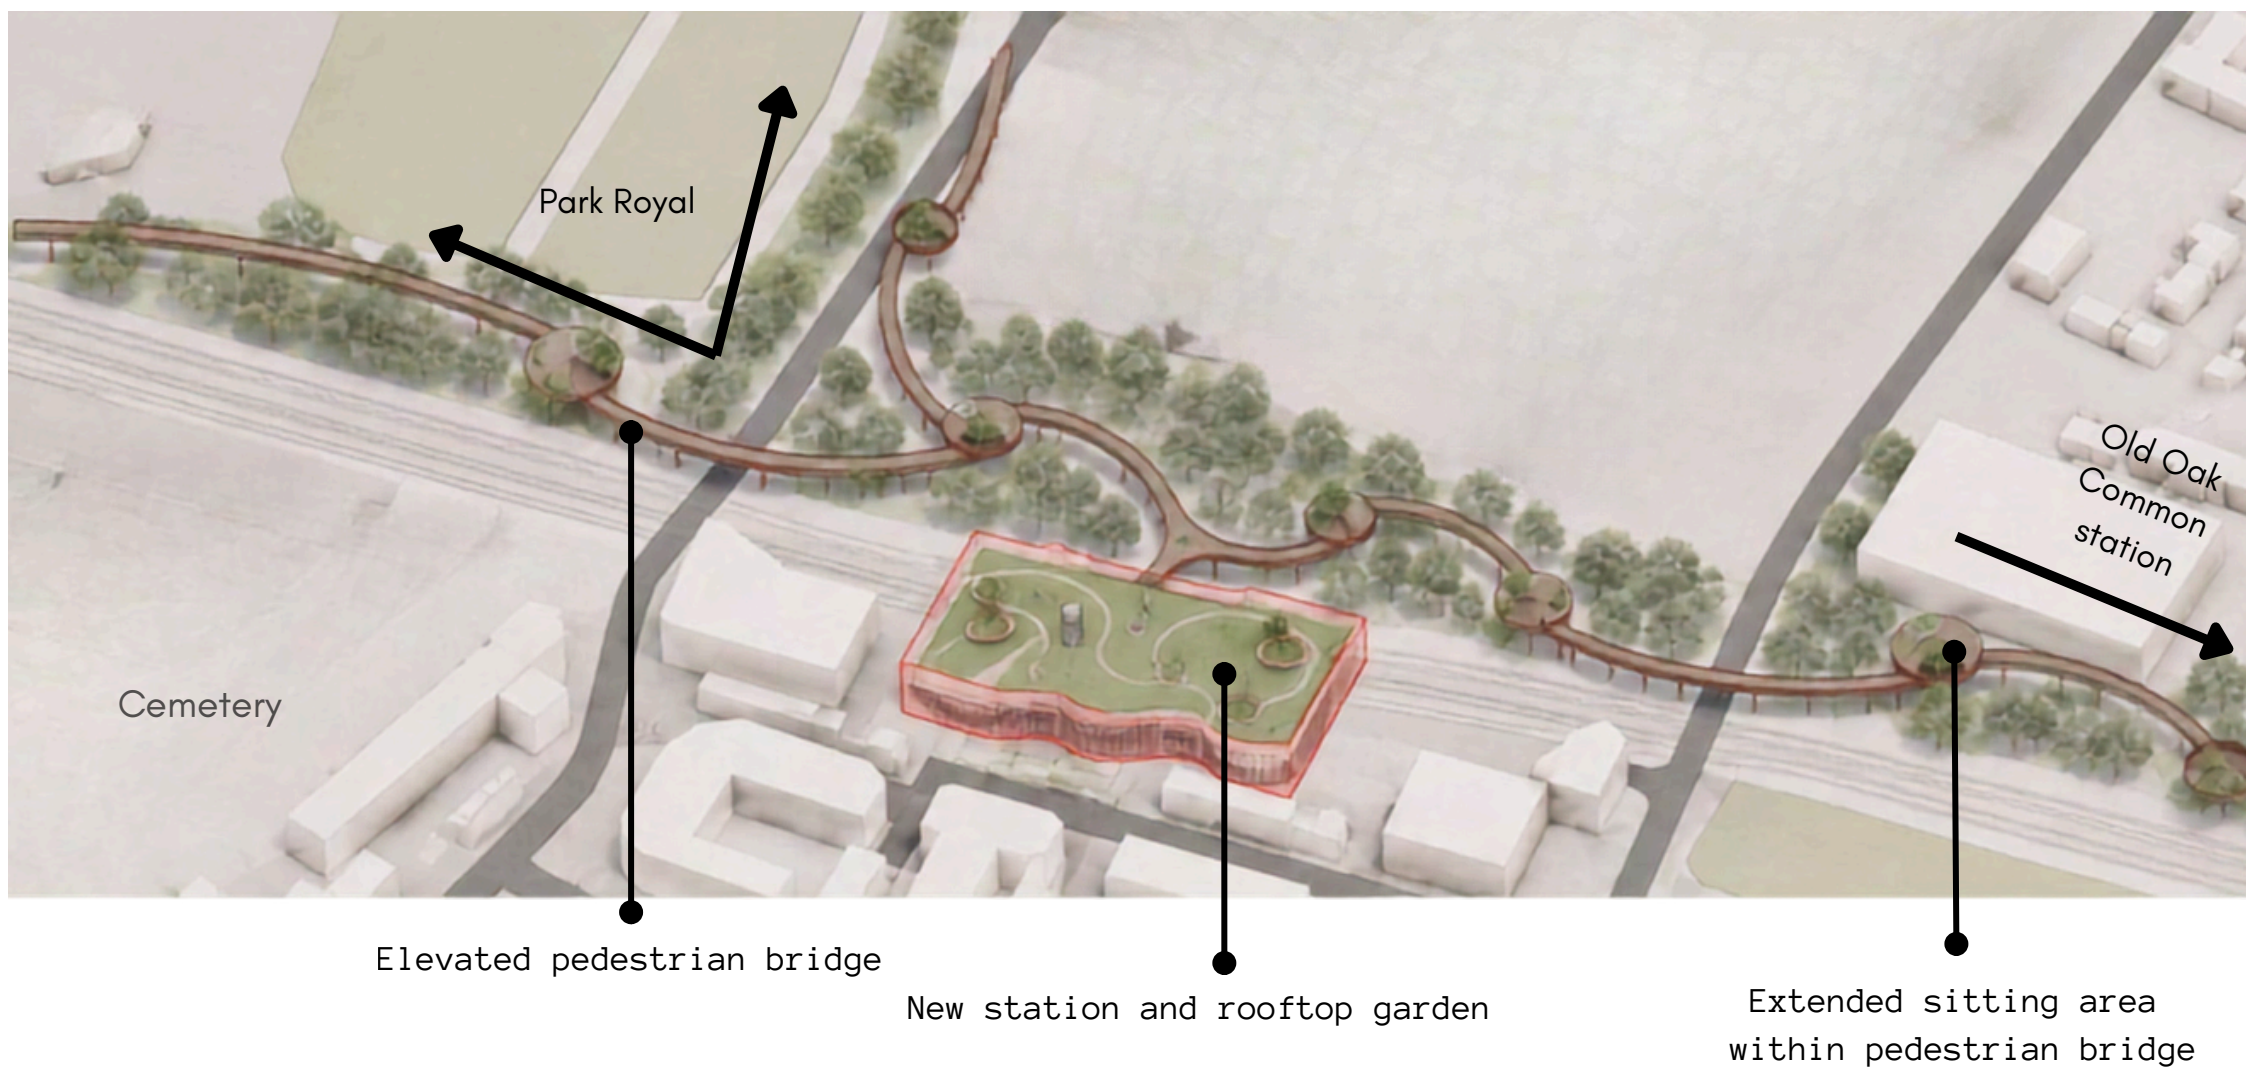 Park Royal
Old Oak
Common
station
Cemetery
Elevated pedestrian bridge
New station and rooftop garden
Extended sitting area
within pedestrian bridge